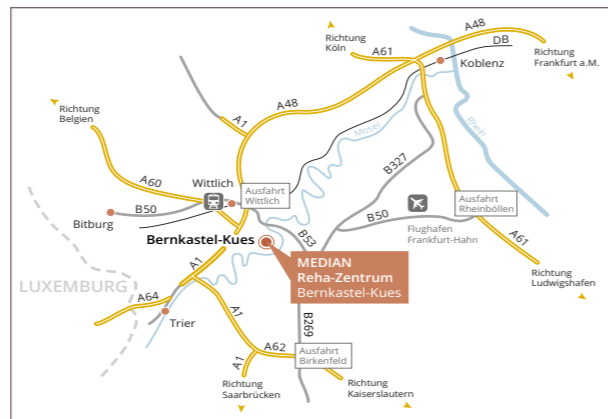 A48
DB
Richtung
Köln
A61
Richtung
Frankfurt a.M.
Koblenz
A48
Mosel
Rhein
A1
Richtung
Belgien
B327
A60
Wittlich
Ausfahrt
Wittlich
Ausfahrt
Rheinböllen
B50
Bitburg
B50
Flughafen
Frankfurt-Hahn
B53
Bernkastel-Kues
A61
MEDIAN
Reha-Zentrum
Bernkastel-Kues
A1
Richtung
Ludwigshafen
LUXEMBURG
A64
Trier
A1
B269
A62
Ausfahrt
Birkenfeld
A1
Richtung
Saarbrücken
Richtung
Kaiserslautern